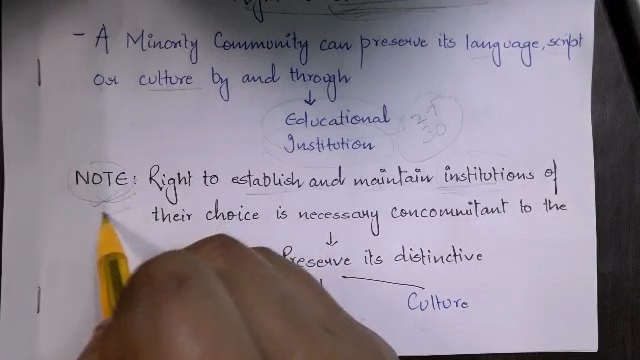 - A Minority Community can preserve its language, script
or culture by and through
↓
Educational
Institution
29
30
NOTE: Right to establish and maintain institutions of
their choice is necessary concomitant to the
↓
Preserve its distinctive
Culture